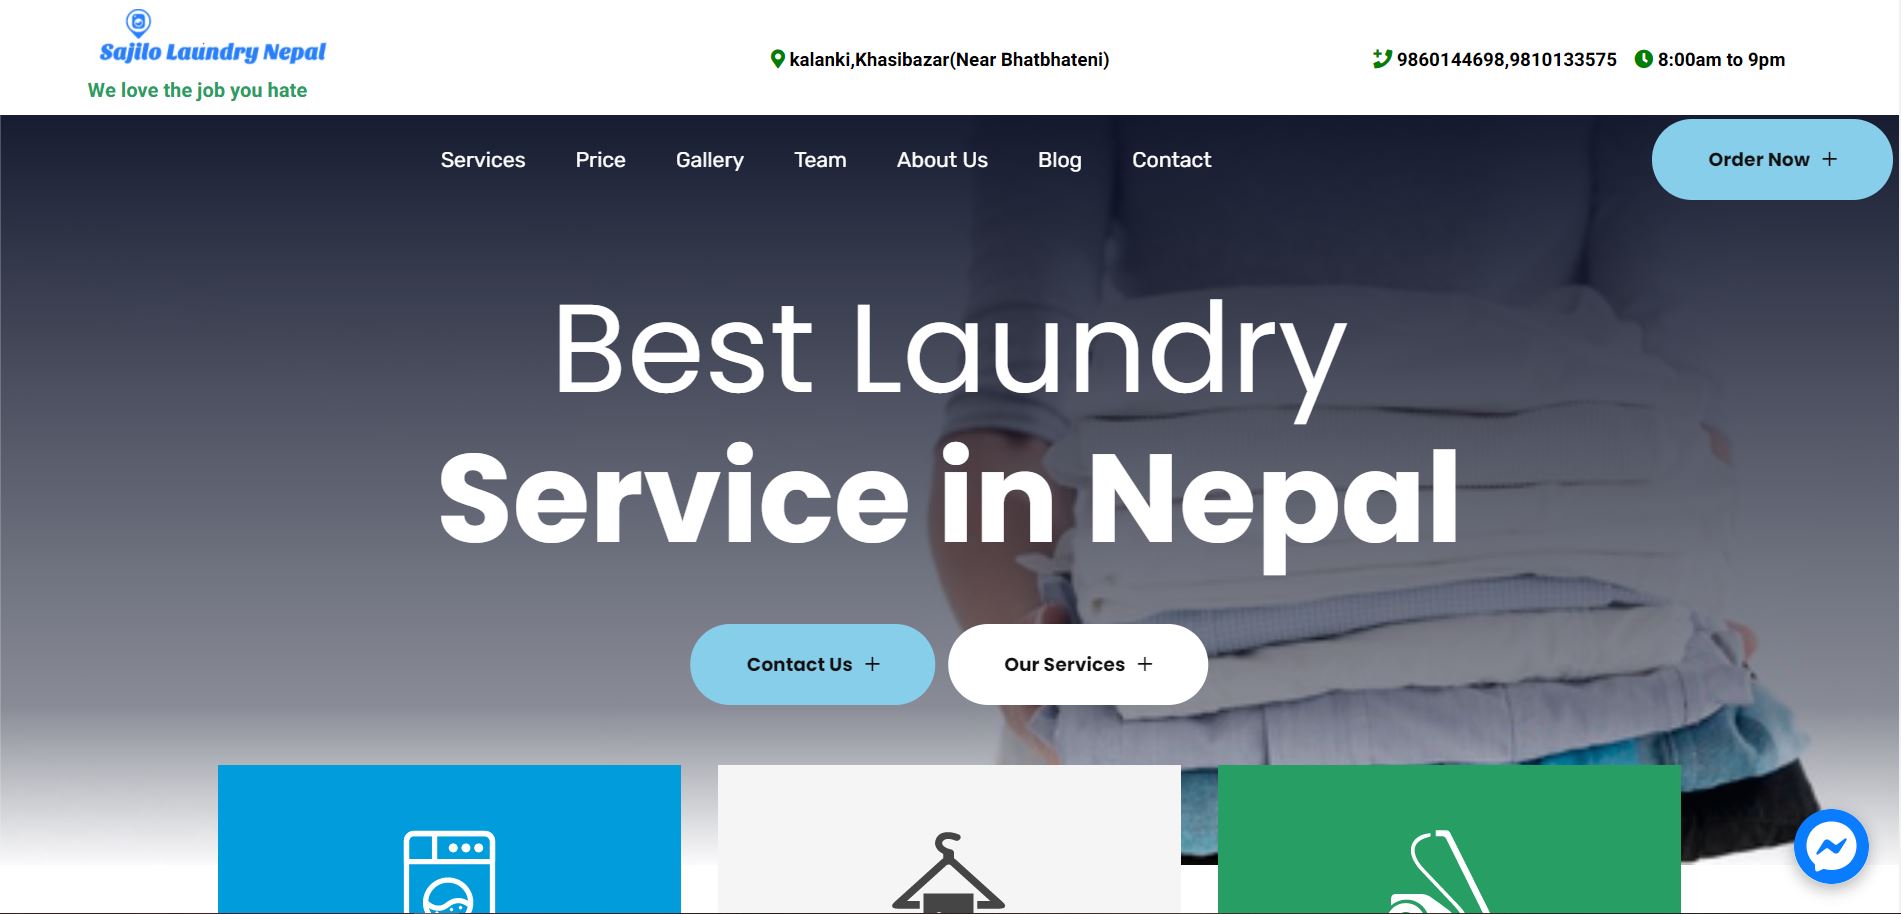 Sajilo Laundry Nepal
We love the job you hate
kalanki,Khasibazar(Near Bhatbhateni)
9860144698,9810133575 8:00am to 9pm
Services Price Gallery Team About Us Blog Contact
Order Now +
Best Laundry
Service in Nepal
Contact Us +
Our Services +